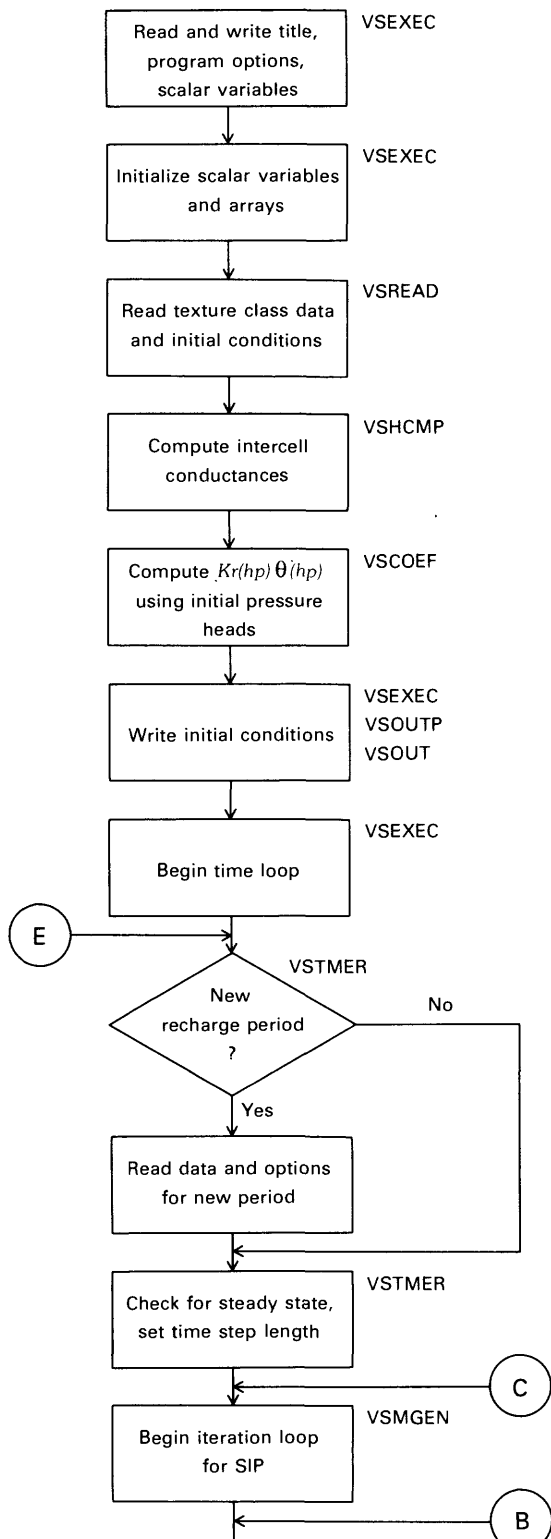 Read and write title,
program options,
scalar variables
VSEXEC
Initialize scalar variables
and arrays
VSEXEC
Read texture class data
and initial conditions
VSREAD
Compute intercell
conductances
VSHCMP
Compute Kr(hp) θ(hp)
using initial pressure
heads
VSCOEF
Write initial conditions
VSEXEC
VSOUTP
VSOUT
Begin time loop
VSEXEC
E
VSTMER
New
recharge period
?
No
Yes
Read data and options
for new period
Check for steady state,
set time step length
VSTMER
C
Begin iteration loop
for SIP
VSMGEN
B